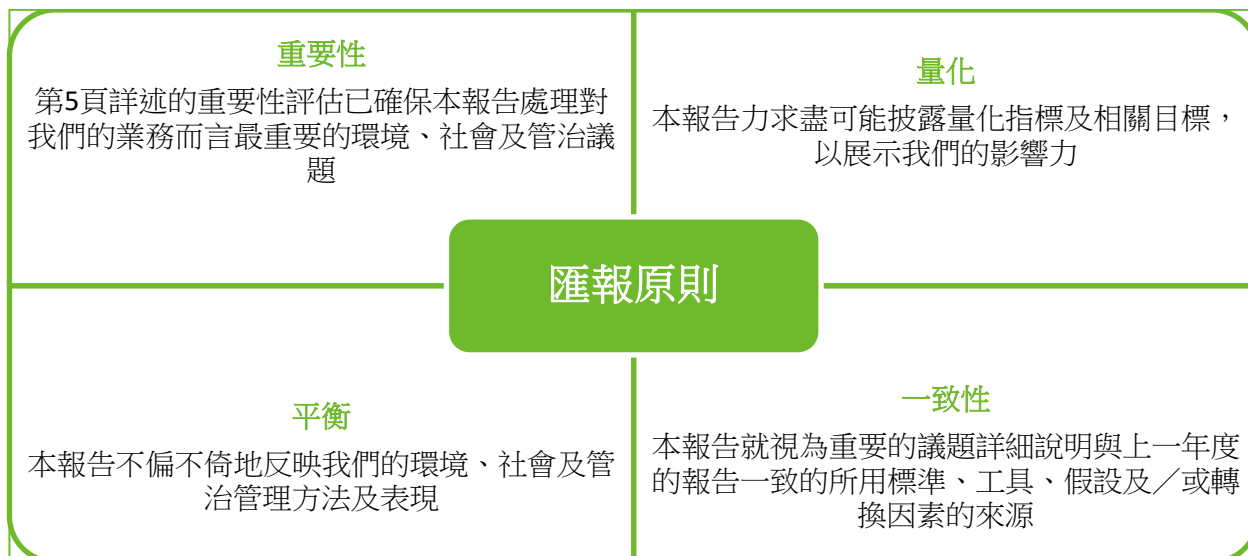 重要性
第5頁詳述的重要性評估已確保本報告處理對
我們的業務而言最重要的環境、社會及管治議
題
量化
本報告力求盡可能披露量化指標及相關目標，
以展示我們的影響力
匯報原則
平衡
本報告不偏不倚地反映我們的環境、社會及管
治管理方法及表現
一致性
本報告就視為重要的議題詳細說明與上一年度
的報告一致的所用標準、工具、假設及／或轉
換因素的來源